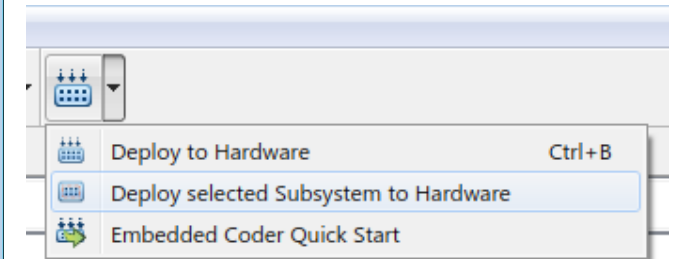 Deploy to Hardware Ctrl+B
Deploy selected Subsystem to Hardware
Embedded Coder Quick Start